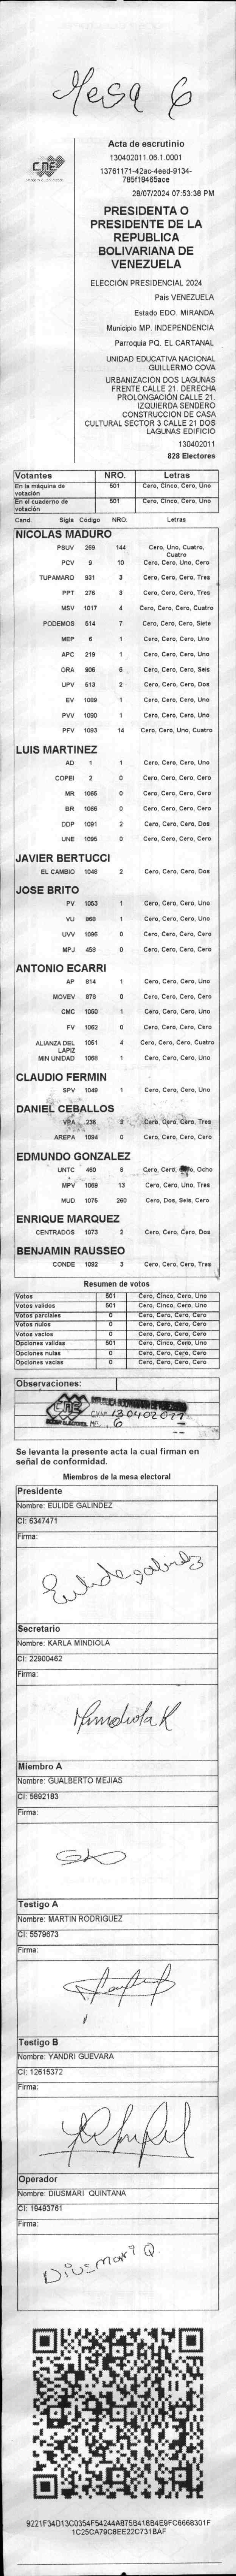 Mesa 6
CNE
Acta de escrutinio
130402011.06.1.0001
13761171-42ac-4eed-9134-
785f18465ace
28/07/2024 07:53:38 PM
PRESIDENTA O
PRESIDENTE DE LA
REPUBLICA
BOLIVARIANA DE
VENEZUELA
ELECCIÓN PRESIDENCIAL 2024
Pais VENEZUELA
Estado EDO. MIRANDA
Municipio MP. INDEPENDENCIA
Parroquia PQ. EL CARTANAL
UNIDAD EDUCATIVA NACIONAL
GUILLERMO COVA
URBANIZACION DOS LAGUNAS
FRENTE CALLE 21. DERECHA
PROLONGACIÓN CALLE 21.
IZQUIERDA SENDERO
CONSTRUCCION DE CASA
CULTURAL SECTOR 3 CALLE 21 DOS
LAGUNAS EDIFICIO
130402011
828 Electores
Votantes NRO. Letras
En la máquina de votación 501 Cero, Cinco, Cero, Uno
En el cuaderno de votación 501 Cero, Cinco, Cero, Uno
Cand. Sigla Código NRO. Letras
NICOLAS MADURO
PSUV 269 144 Cero, Uno, Cuatro, Cuatro
PCV 9 10 Cero, Cero, Uno, Cero
TUPAMARO 931 3 Cero, Cero, Cero, Tres
PPT 276 3 Cero, Cero, Cero, Tres
MSV 1017 4 Cero, Cero, Cero, Cuatro
PODEMOS 514 7 Cero, Cero, Cero, Siete
MEP 6 1 Cero, Cero, Cero, Uno
APC 219 1 Cero, Cero, Cero, Uno
ORA 906 6 Cero, Cero, Cero, Seis
UPV 513 2 Cero, Cero, Cero, Dos
EV 1089 1 Cero, Cero, Cero, Uno
PVV 1090 1 Cero, Cero, Cero, Uno
PFV 1093 14 Cero, Cero, Uno, Cuatro
LUIS MARTINEZ
AD 1 1 Cero, Cero, Cero, Uno
COPEI 2 0 Cero, Cero, Cero, Cero
MR 1065 0 Cero, Cero, Cero, Cero
BR 1066 0 Cero, Cero, Cero, Cero
DDP 1091 2 Cero, Cero, Cero, Dos
UNE 1095 0 Cero, Cero, Cero, Cero
JAVIER BERTUCCI
EL CAMBIO 1048 2 Cero, Cero, Cero, Dos
JOSE BRITO
PV 1053 1 Cero, Cero, Cero, Uno
VU 868 1 Cero, Cero, Cero, Uno
UVV 1096 0 Cero, Cero, Cero, Cero
MPJ 458 0 Cero, Cero, Cero, Cero
ANTONIO ECARRI
AP 814 1 Cero, Cero, Cero, Uno
MOVEV 878 0 Cero, Cero, Cero, Cero
CMC 1050 1 Cero, Cero, Cero, Uno
FV 1062 0 Cero, Cero, Cero, Cero
ALIANZA DEL LAPIZ 1051 4 Cero, Cero, Cero, Cuatro
MIN UNIDAD 1068 1 Cero, Cero, Cero, Uno
CLAUDIO FERMIN
SPV 1049 1 Cero, Cero, Cero, Uno
DANIEL CEBALLOS
VPA 236 3 Cero, Cero, Cero, Tres
AREPA 1094 0 Cero, Cero, Cero, Cero
EDMUNDO GONZALEZ
UNTC 460 8 Cero, Cero, Ocho
MPV 1069 13 Cero, Cero, Uno, Tres
MUD 1075 260 Cero, Dos, Seis, Cero
ENRIQUE MARQUEZ
CENTRADOS 1073 2 Cero, Cero, Cero, Dos
BENJAMIN RAUSSEO
CONDE 1092 3 Cero, Cero, Cero, Tres
Resumen de votos
Votos 501 Cero, Cinco, Cero, Uno
Votos validos 501 Cero, Cinco, Cero, Uno
Votos parciales 0 Cero, Cero, Cero, Cero
Votos nulos 0 Cero, Cero, Cero, Cero
Votos vacios 0 Cero, Cero, Cero, Cero
Opciones validas 501 Cero, Cinco, Cero, Uno
Opciones nulas 0 Cero, Cero, Cero, Cero
Opciones vacias 0 Cero, Cero, Cero, Cero
Observaciones:
CNE
6
Se levanta la presente acta la cual firman en
señal de conformidad.
Miembros de la mesa electoral
Presidente
Nombre: EULIDE GALINDEZ
CI: 6347471
Firma:
Eulide galindez
Secretario
Nombre: KARLA MINDIOLA
CI: 22900462
Firma:
Mindiola K
Miembro A
Nombre: GUALBERTO MEJIAS
CI: 5892183
Firma:
Testigo A
Nombre: MARTIN RODRIGUEZ
CI: 5579673
Firma:
Testigo B
Nombre: YANDRI GUEVARA
CI: 12615372
Firma:
Operador
Nombre: DIUSMARI QUINTANA
CI: 19493761
Firma:
Diusmari Q.
9221F34D13C0354F54244A875B418B4E9FC6668301F
1C25CA79C8EE22C731BAF